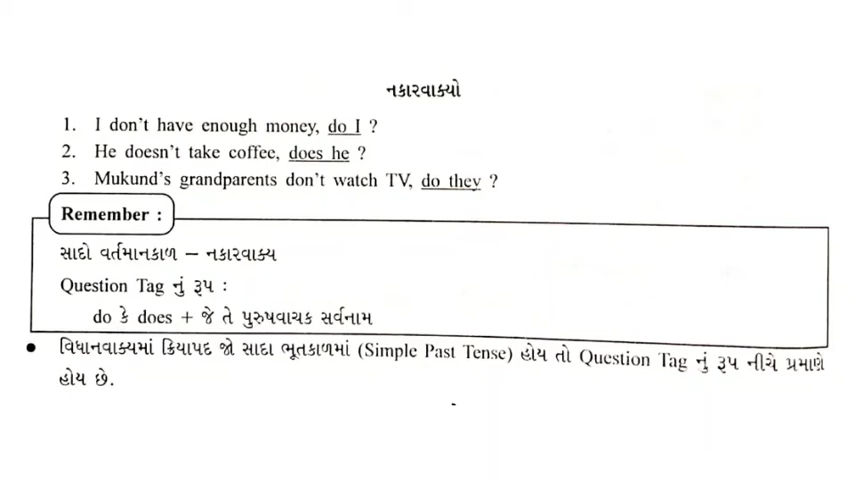 નકારવાક્યો
1. I don't have enough money, do I ?
2. He doesn't take coffee, does he ?
3. Mukund's grandparents don't watch TV, do they ?
Remember :
સાદો વર્તમાનકાળ – નકારવાક્ય
Question Tag નું રૂપ :
do કે does + જે તે પુરુષવાચક સર્વનામ
● વિધાનવાક્યમાં ક્રિયાપદ જો સાદા ભૂતકાળમાં (Simple Past Tense) હોય તો Question Tag નું રૂપ નીચે પ્રમાણે
હોય છે.